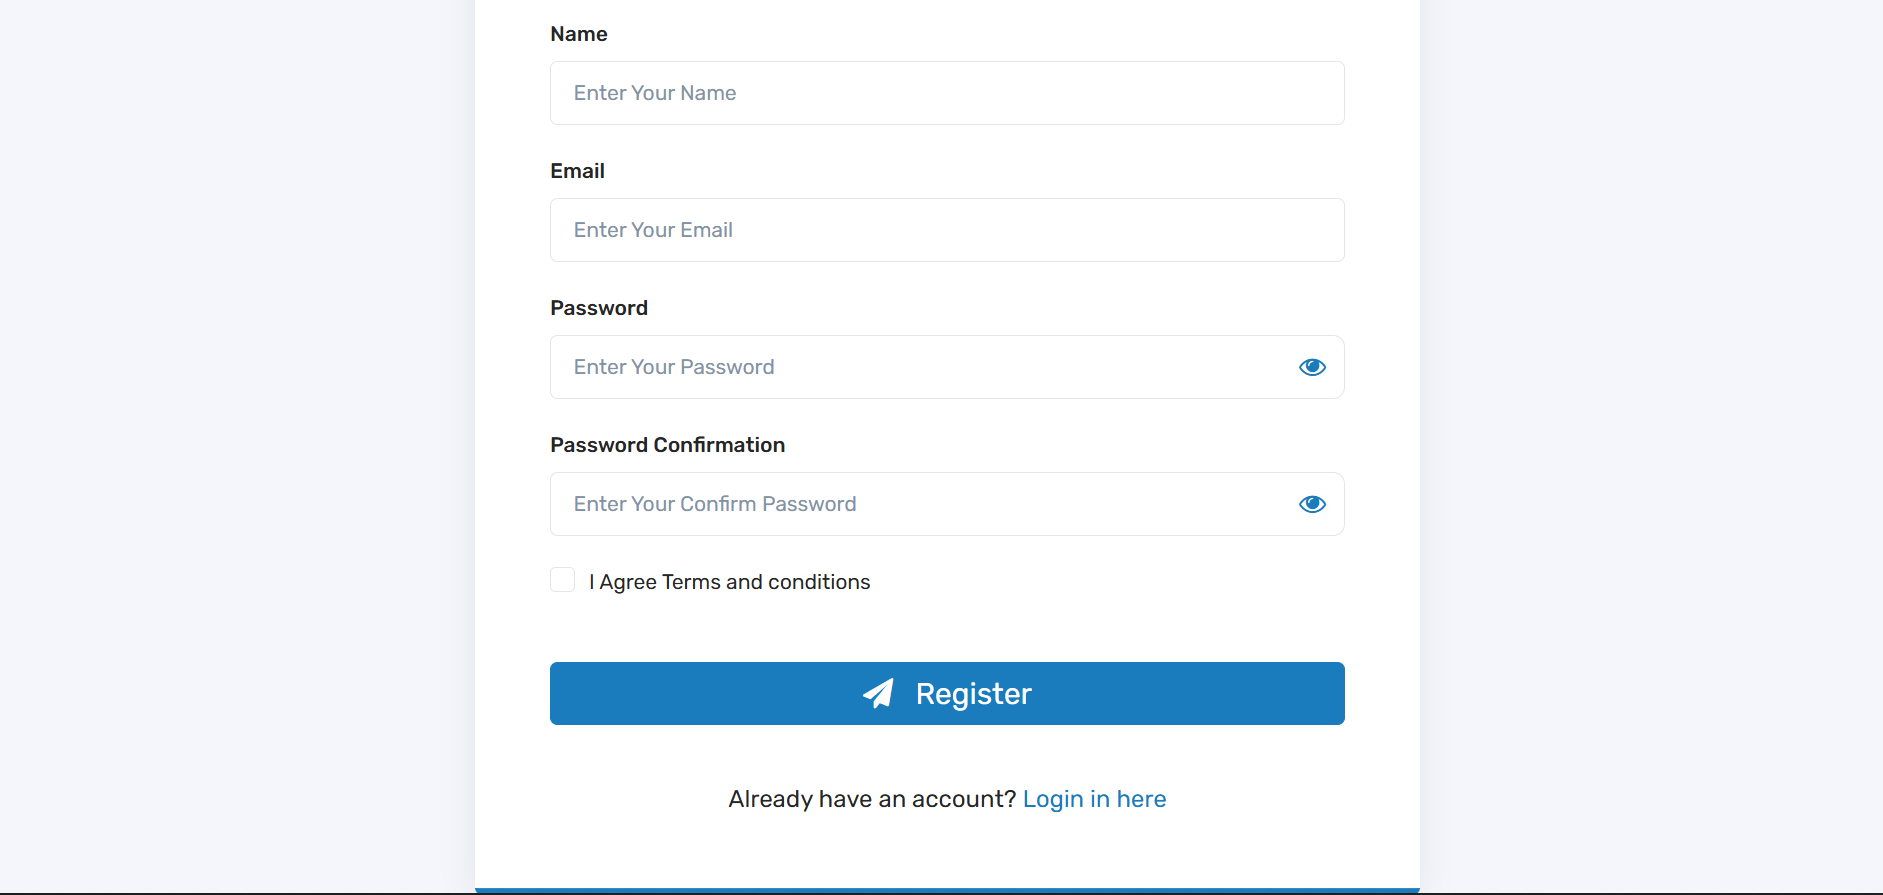 Name
Enter Your Name
Email
Enter Your Email
Password
Enter Your Password
Password Confirmation
Enter Your Confirm Password
I Agree Terms and conditions
Register
Already have an account? Login in here